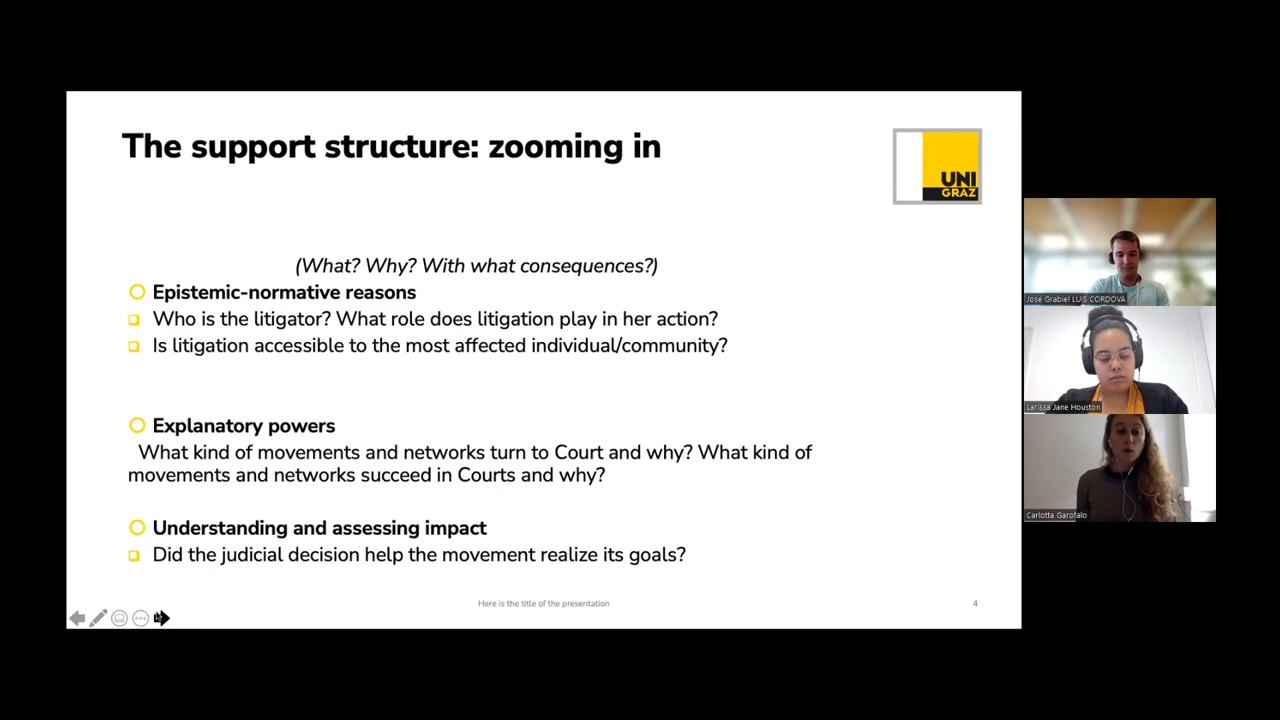 The support structure: zooming in
UNI
GRAZ
(What? Why? With what consequences?)
Epistemic-normative reasons
Who is the litigator? What role does litigation play in her action?
Is litigation accessible to the most affected individual/community?
Explanatory powers
What kind of movements and networks turn to Court and why? What kind of
movements and networks succeed in Courts and why?
Understanding and assessing impact
Did the judicial decision help the movement realize its goals?
Here is the title of the presentation
4
José Grabiel LUIS CORDOVA
Larissa Jane Houston
Carlotta Garofalo